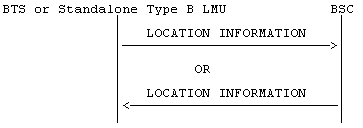 BTS or Standalone Type B LMU BSC
LOCATION INFORMATION
OR
LOCATION INFORMATION